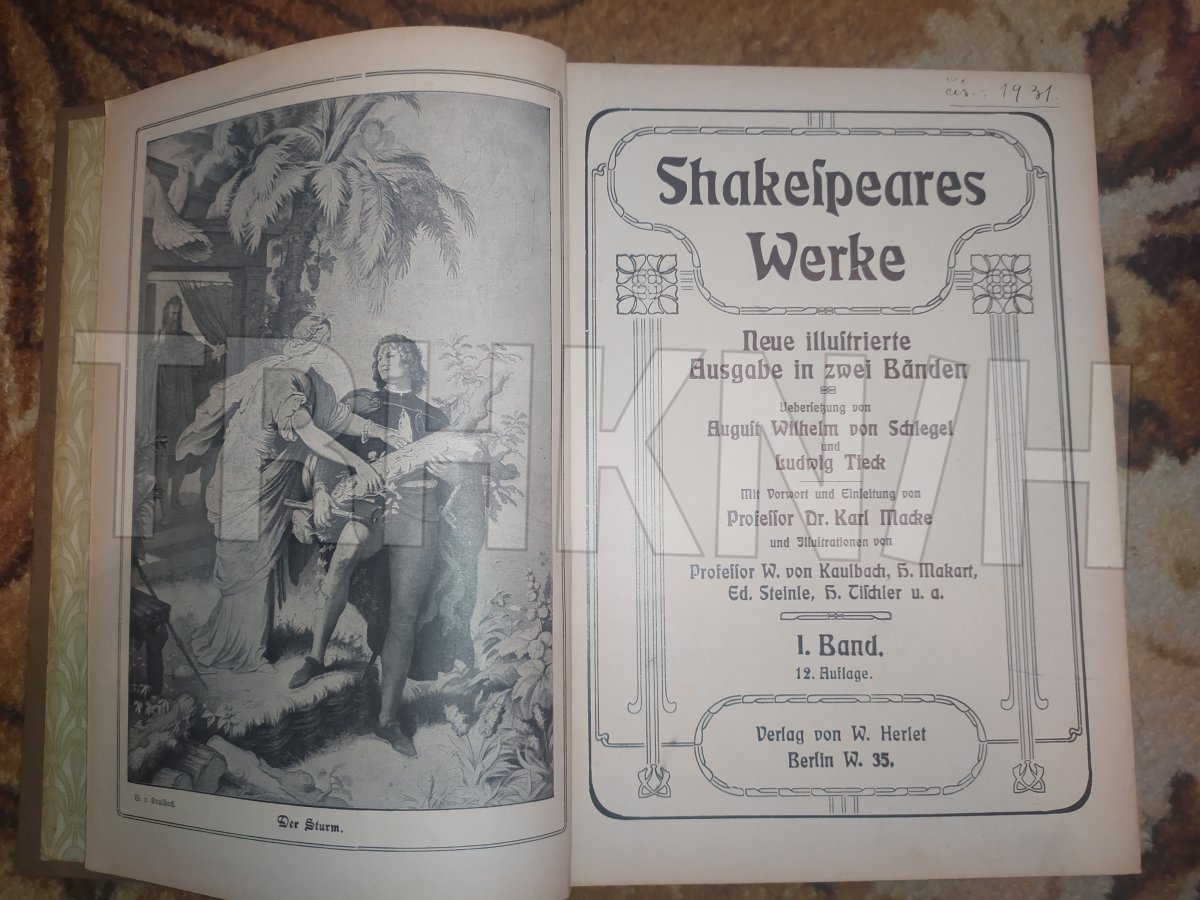 W. v. Kaulbach.
Der Sturm.
čís.: 1931.
Shakeſpeares
Werke
Neue illuſtrierte
Ausgabe in zwei Bänden
Ueberſetzung von
Auguſt Wilhelm von Schlegel
und
Ludwig Tieck
Mit Vorwort und Einleitung von
Profeſſor Dr. Karl Macke
und Illuſtrationen von
Profeſſor W. von Kaulbach, H. Makart,
Ed. Steinle, H. Tiſchler u. a.
I. Band.
12. Auflage.
Verlag von W. Herlet
Berlin W. 35.
TRHKNVH